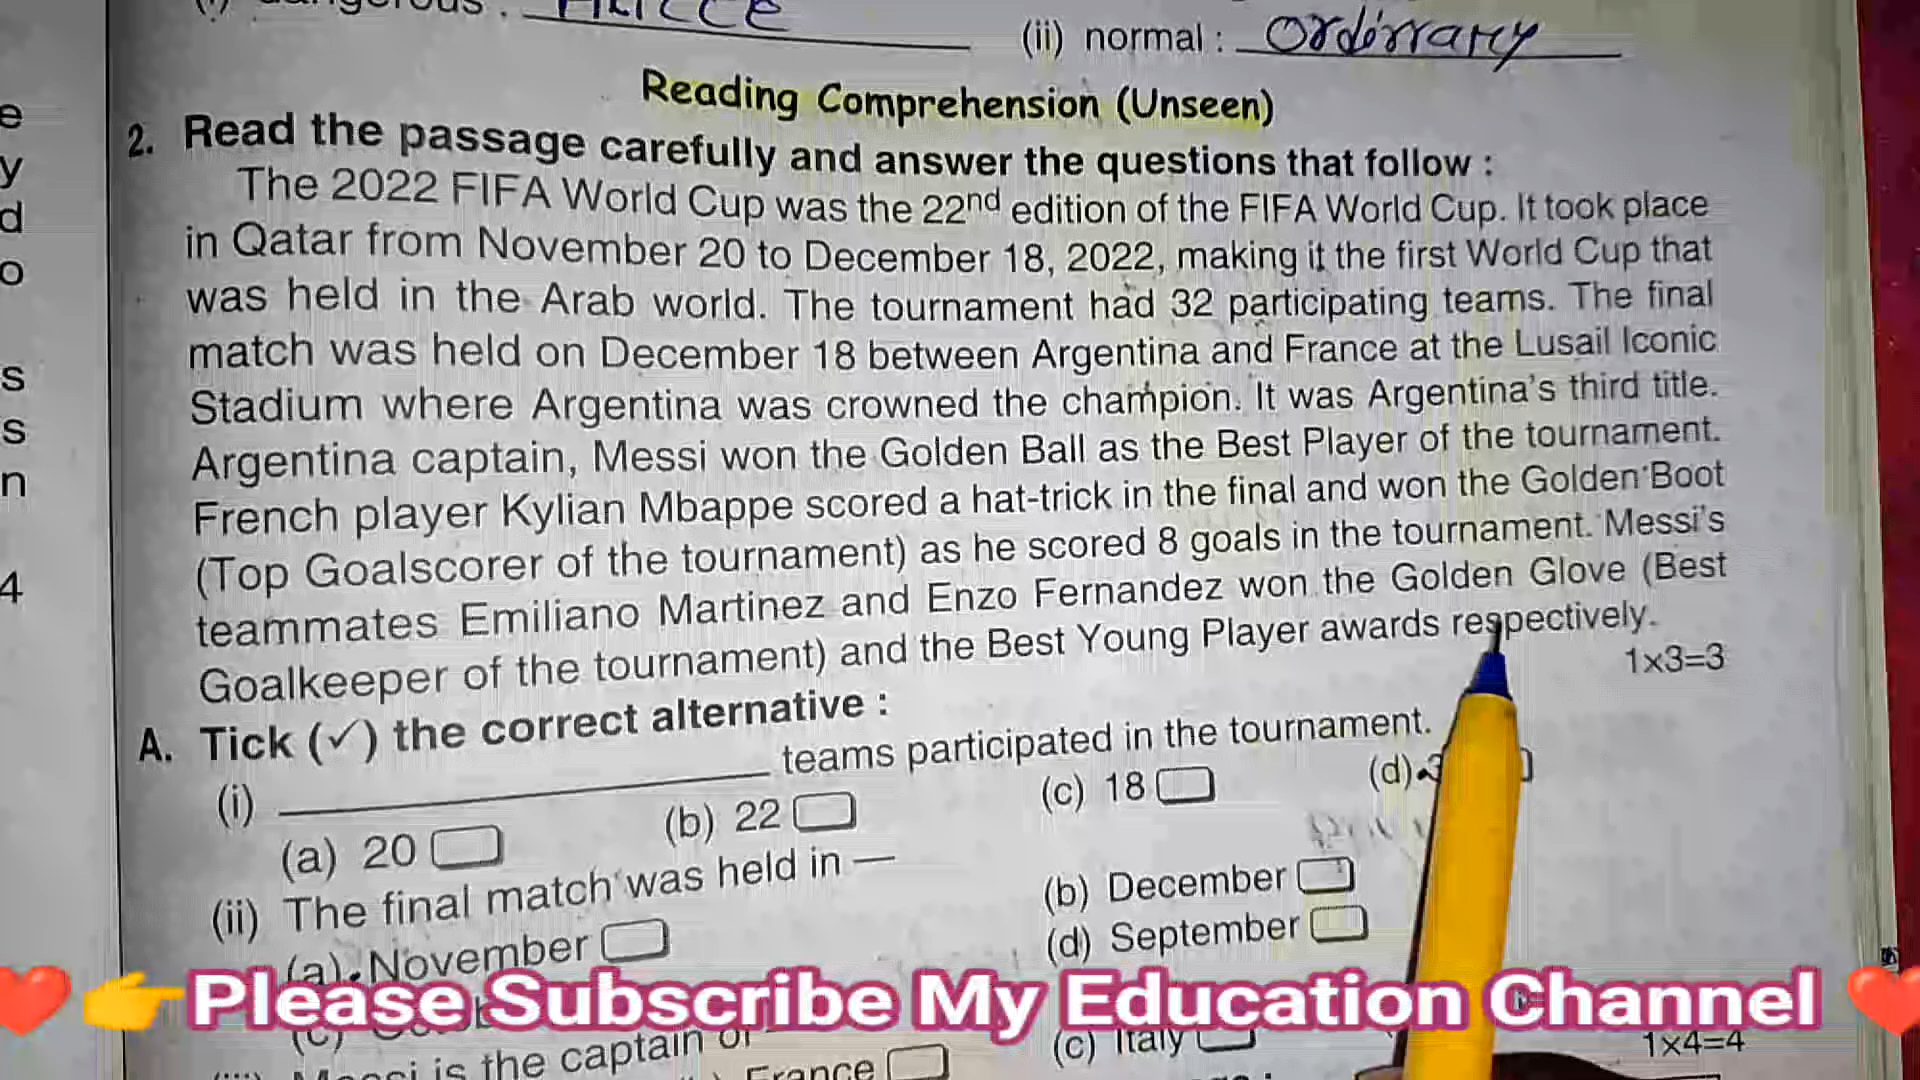 dangerous :
(ii) normal : Ordinary
Reading Comprehension (Unseen)
2. Read the passage carefully and answer the questions that follow :
The 2022 FIFA World Cup was the 22nd edition of the FIFA World Cup. It took place
in Qatar from November 20 to December 18, 2022, making it the first World Cup that
was held in the Arab world. The tournament had 32 participating teams. The final
match was held on December 18 between Argentina and France at the Lusail Iconic
Stadium where Argentina was crowned the champion. It was Argentina's third title.
Argentina captain, Messi won the Golden Ball as the Best Player of the tournament.
French player Kylian Mbappe scored a hat-trick in the final and won the Golden Boot
(Top Goalscorer of the tournament) as he scored 8 goals in the tournament. Messi's
teammates Emiliano Martinez and Enzo Fernandez won the Golden Glove (Best
Goalkeeper of the tournament) and the Best Young Player awards respectively.
A. Tick (✓) the correct alternative : 1x3=3
(i) ____ teams participated in the tournament.
(a) 20 (b) 22 (c) 18 (d)
(ii) The final match was held in —
(a) November (b) December
(d) September
Please Subscribe My Education Channel
is the captain of
France (c) Italy
1x4=4